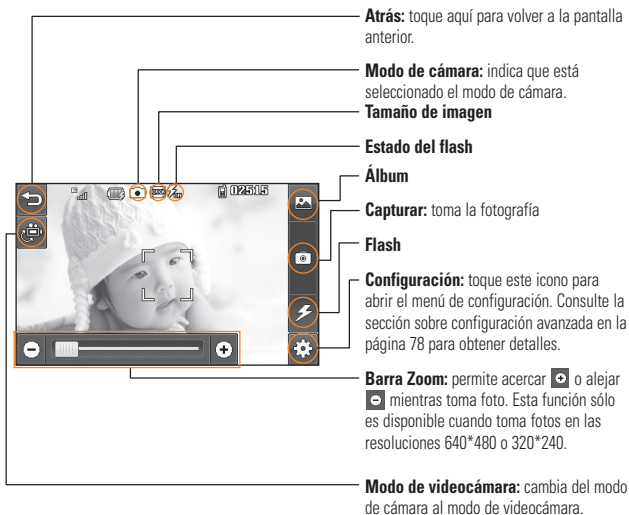 Atrás: toque aquí para volver a la pantalla
anterior.
Modo de cámara: indica que está
seleccionado el modo de cámara.
Tamaño de imagen
Estado del flash
Álbum
Capturar: toma la fotografía
Flash
Configuración: toque este icono para
abrir el menú de configuración. Consulte la
sección sobre configuración avanzada en la
página 78 para obtener detalles.
Barra Zoom: permite acercar o alejar
mientras toma foto. Esta función sólo
es disponible cuando toma fotos en las
resoluciones 640*480 o 320*240.
Modo de videocámara: cambia del modo
de cámara al modo de videocámara.
02515